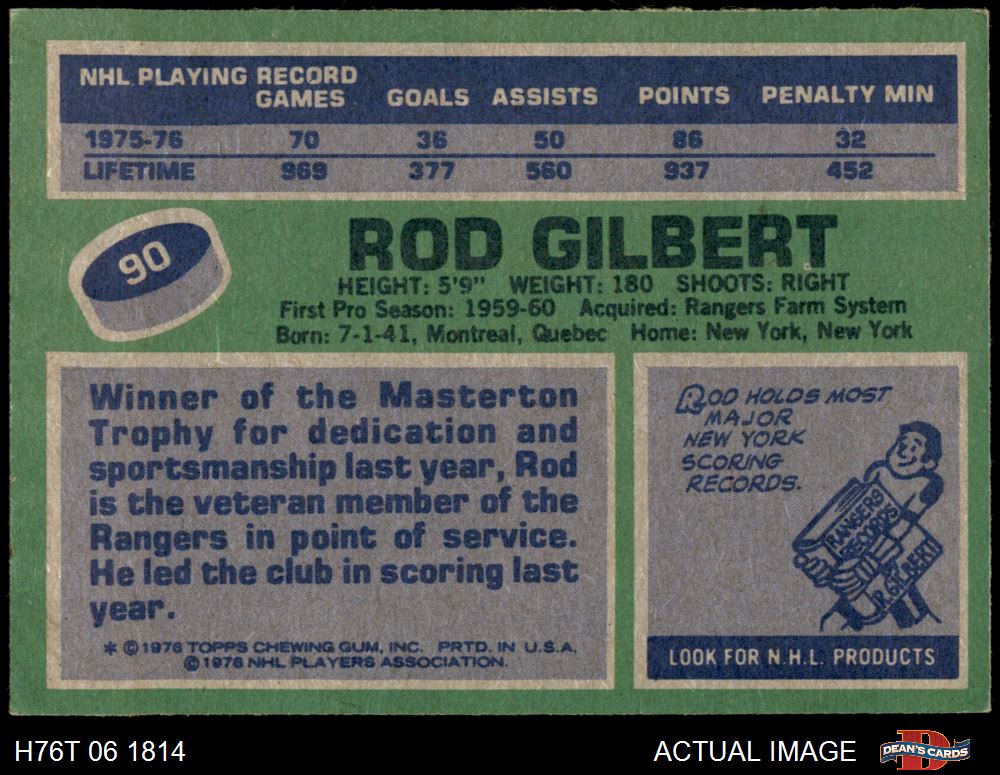 NHL PLAYING RECORD
GAMES GOALS ASSISTS POINTS PENALTY MIN
1975-76 70 36 50 86 32
LIFETIME 969 377 560 937 452
90
ROD GILBERT
HEIGHT: 5'9" WEIGHT: 180 SHOOTS: RIGHT
First Pro Season: 1959-60 Acquired: Rangers Farm System
Born: 7-1-41, Montreal, Quebec Home: New York, New York
Winner of the Masterton
Trophy for dedication and
sportsmanship last year, Rod
is the veteran member of the
Rangers in point of service.
He led the club in scoring last
year.
* © 1976 TOPPS CHEWING GUM, INC. PRTD. IN U.S.A.
© 1976 NHL PLAYERS ASSOCIATION.
ROD HOLDS MOST
MAJOR
NEW YORK
SCORING
RECORDS.
RANGERS
RECORDS
R. GILBERT
LOOK FOR N.H.L. PRODUCTS
H76T 06 1814
ACTUAL IMAGE
D
DEAN'S CARDS